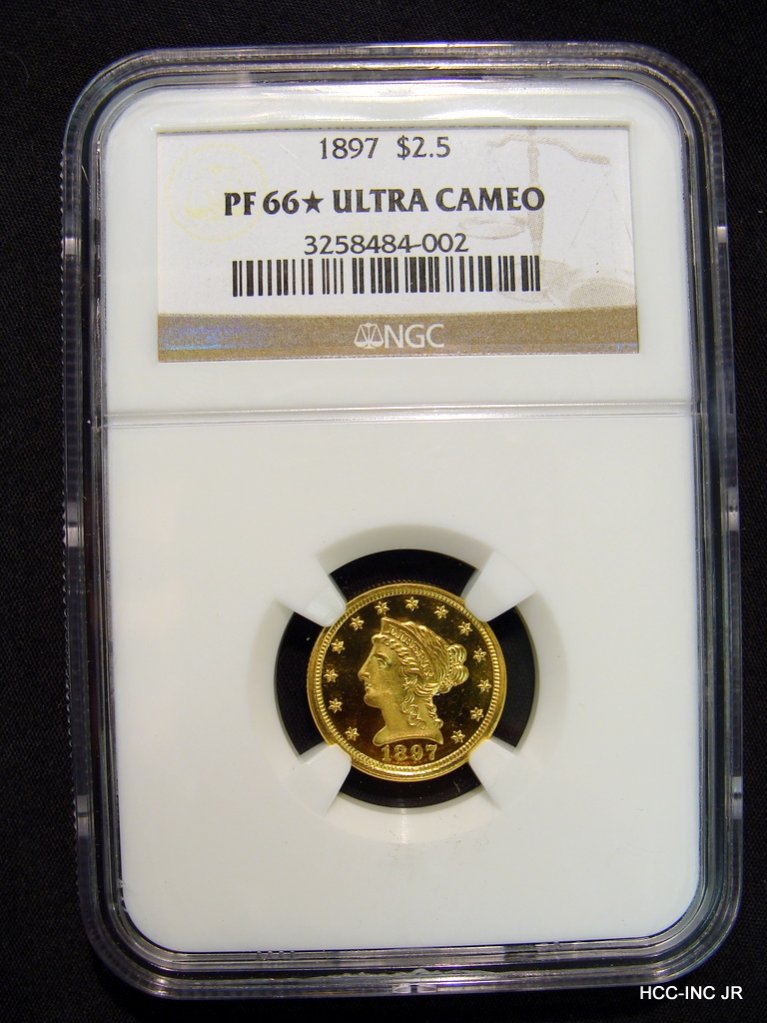 1897 $2.5
PF 66★ ULTRA CAMEO
3258484-002
NGC
1897
HCC-INC JR